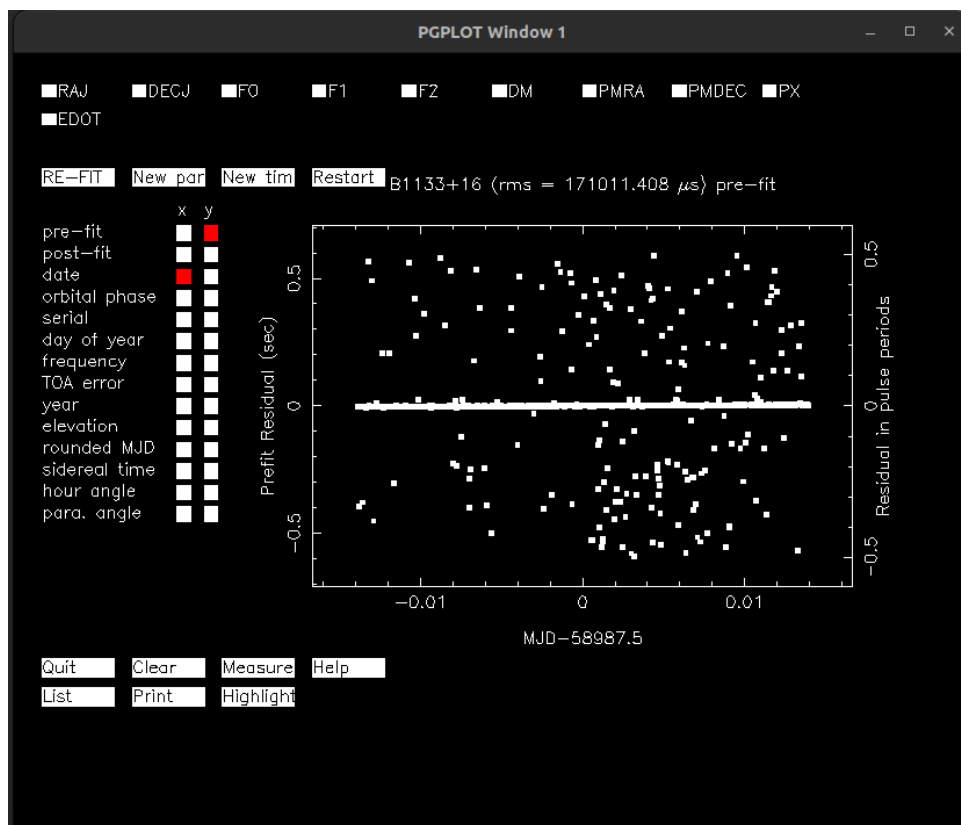 PGPLOT Window 1
RAJ DECJ F0 F1 F2 DM PMRA PMDEC PX
EDOT
RE-FIT New par New tim Restart
B1133+16 (rms = 171011.408 μs) pre-fit
x y
pre-fit
post-fit
date
orbital phase
serial
day of year
frequency
TOA error
year
elevation
rounded MJD
sidereal time
hour angle
para. angle
Prefit Residual (sec)
0.5
0
-0.5
Residual in pulse periods
0.5
0
-0.5
-0.01 0 0.01
MJD-58987.5
Quit Clear Measure Help
List Print Highlight